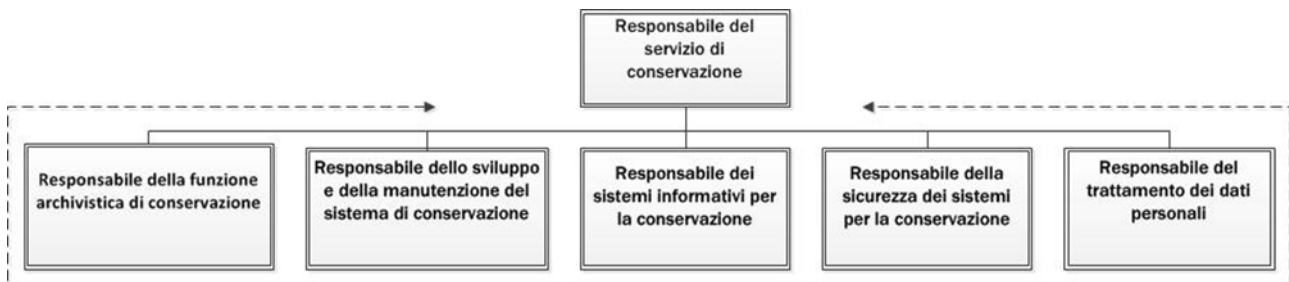 Responsabile del
servizio di
conservazione
Responsabile della funzione
archivistica di conservazione
Responsabile dello sviluppo
e della manutenzione del
sistema di conservazione
Responsabile dei
sistemi informativi per
la conservazione
Responsabile della
sicurezza dei sistemi
per la conservazione
Responsabile del
trattamento dei dati
personali